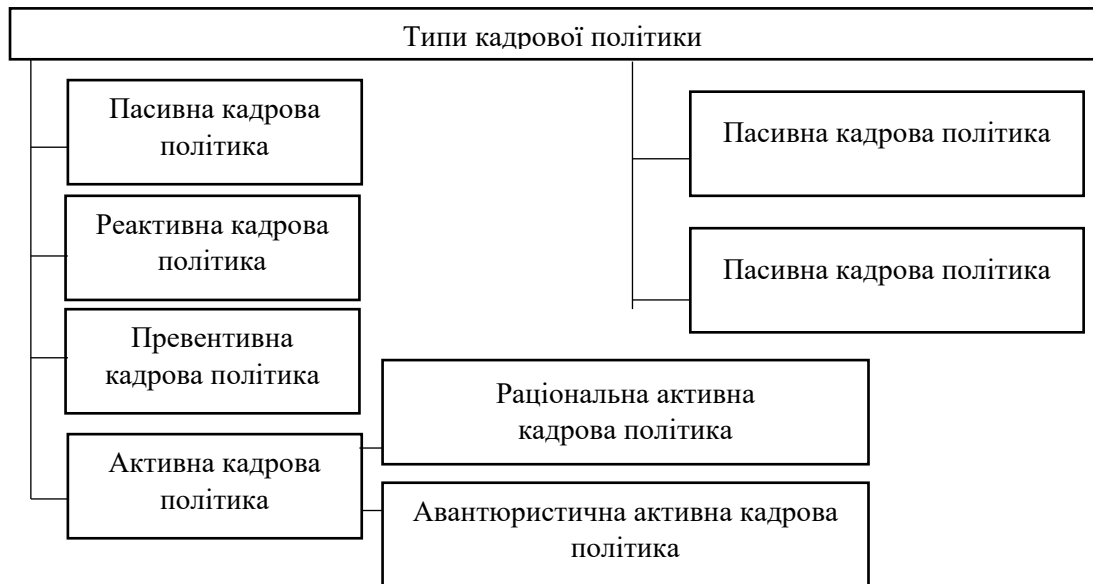 Типи кадрової політики
Пасивна кадрова
політика
Реактивна кадрова
політика
Превентивна
кадрова політика
Активна кадрова
політика
Раціональна активна
кадрова політика
Авантюристична активна кадрова
політика
Пасивна кадрова політика
Пасивна кадрова політика